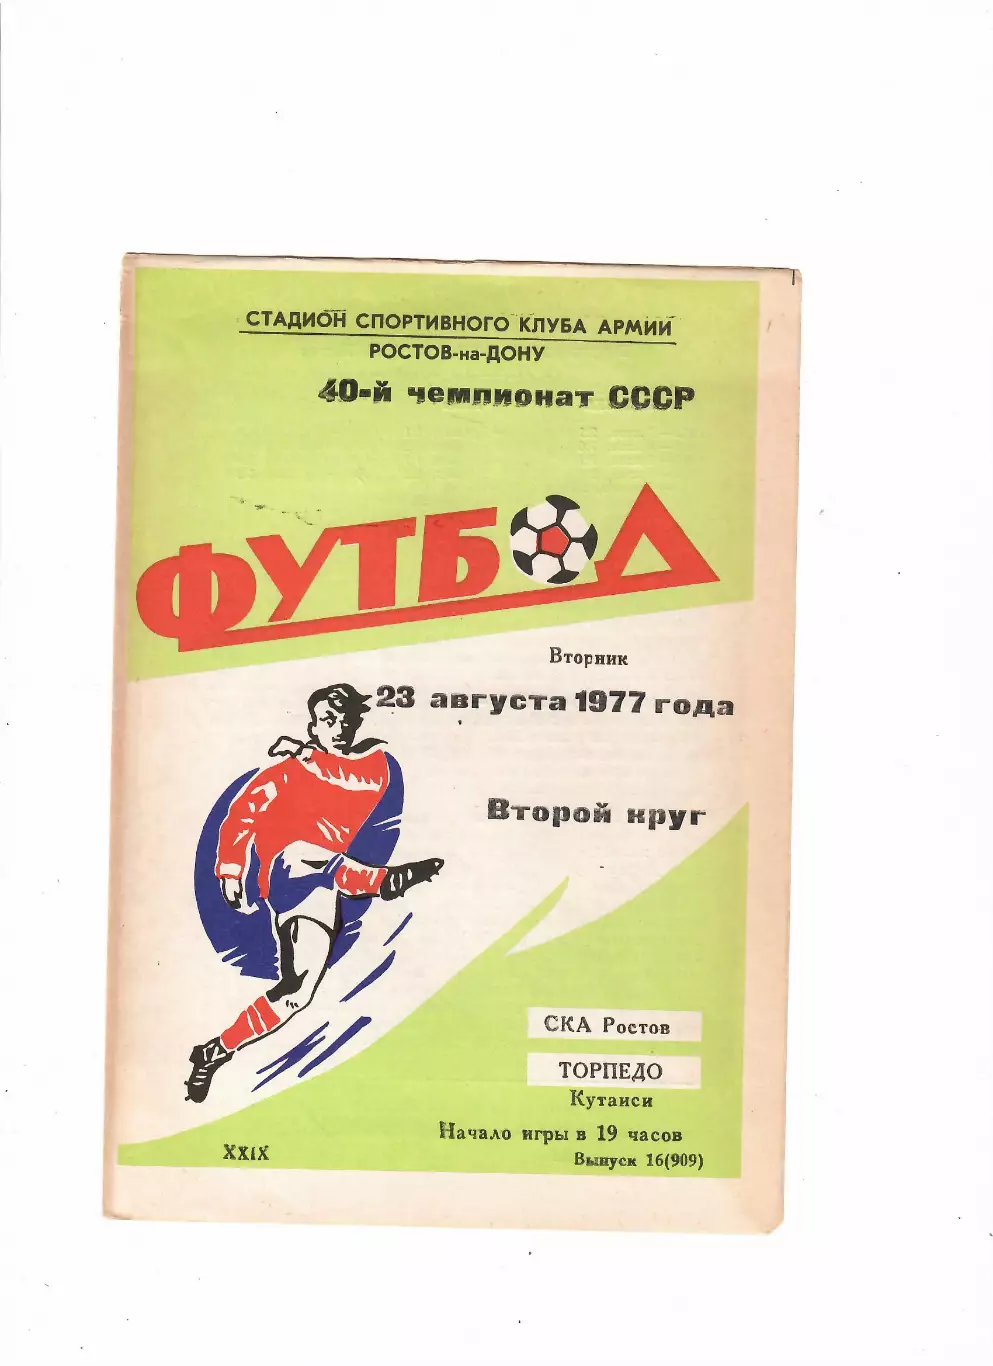 СТАДИОН СПОРТИВНОГО КЛУБА АРМИИ
РОСТОВ-на-ДОНУ
40-й чемпионат СССР
ФУТБОЛ
Вторник
23 августа 1977 года
Второй круг
СКА Ростов
ТОРПЕДО
Кутаиси
Начало игры в 19 часов
XXIX
Выпуск 16(909)